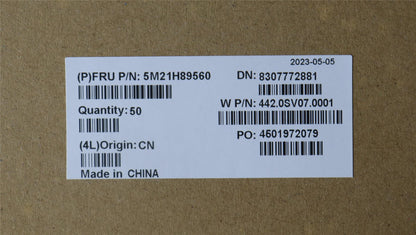 2023-05-05
(P)FRU P/N: 5M21H89560
DN: 8307772881
Quantity: 50
W P/N: 442.0SV07.0001
(4L)Origin: CN
PO: 4501972079
Made in CHINA